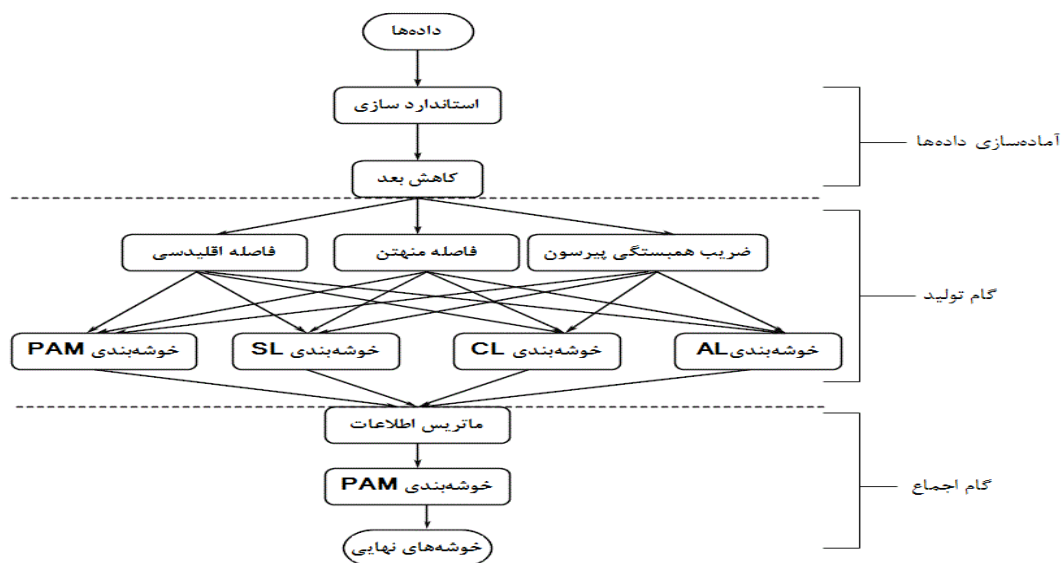 داده‌ها
استاندارد سازی
آماده‌سازی داده‌ها
کاهش بعد
ضریب همبستگی پیرسون
فاصله منهتن
فاصله اقلیدسی
گام تولید
خوشه‌بندیAL
خوشه‌بندی CL
خوشه‌بندی SL
خوشه‌بندی PAM
ماتریس اطلاعات
خوشه‌بندی PAM
گام اجماع
خوشه‌های نهایی